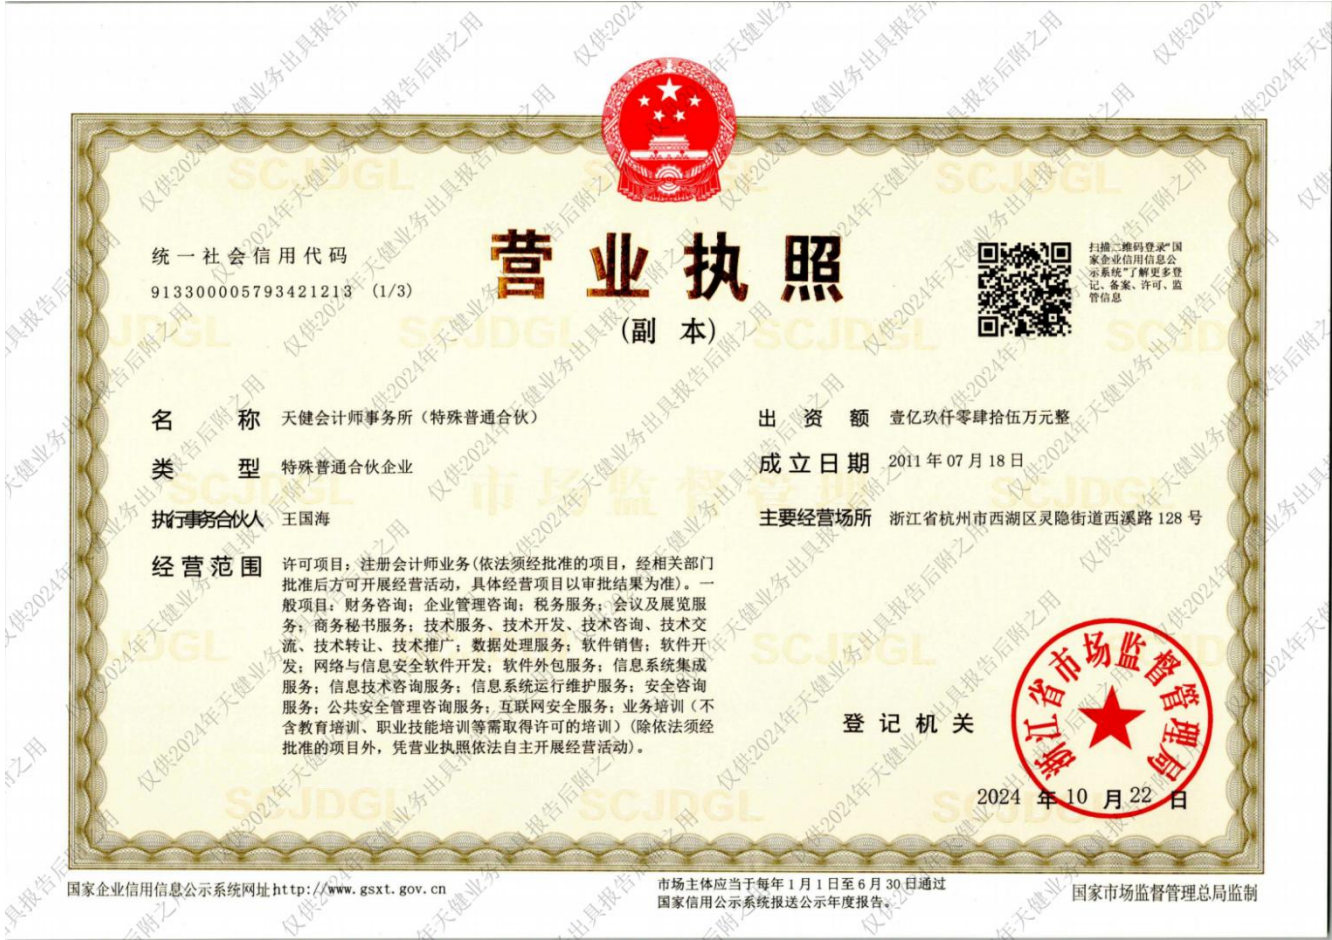 营业执照
(副 本)
统一社会信用代码
913300005793421213 (1/3)
扫描二维码登录“国
家企业信用信息公
示系统”了解更多登
记、备案、许可、监
管信息
名 称 天健会计师事务所（特殊普通合伙）
类 型 特殊普通合伙企业
执行事务合伙人 王国海
经营范围 许可项目：注册会计师业务(依法须经批准的项目，经相关部门
批准后方可开展经营活动，具体经营项目以审批结果为准)。一
般项目：财务咨询；企业管理咨询；税务服务；会议及展览服
务；商务秘书服务；技术服务、技术开发、技术咨询、技术交
流、技术转让、技术推广；数据处理服务；软件销售；软件开
发；网络与信息安全软件开发；软件外包服务；信息系统集成
服务；信息技术咨询服务；信息系统运行维护服务；安全咨询
服务；公共安全管理咨询服务；互联网安全服务；业务培训（不
含教育培训、职业技能培训等需取得许可的培训）(除依法须经
批准的项目外，凭营业执照依法自主开展经营活动)。
出 资 额 壹亿玖仟零肆拾伍万元整
成立日期 2011年07月18日
主要经营场所 浙江省杭州市西湖区灵隐街道西溪路128号
登记机关
浙江省市场监督管理局
2024 年 10 月 22 日
国家企业信用信息公示系统网址http://www.gsxt.gov.cn
市场主体应当于每年1月1日至6月30日通过
国家信用公示系统报送公示年度报告。
国家市场监督管理总局监制
仅供2024年天健业务出具报告后附之用
SCJDGL
市场监督管理